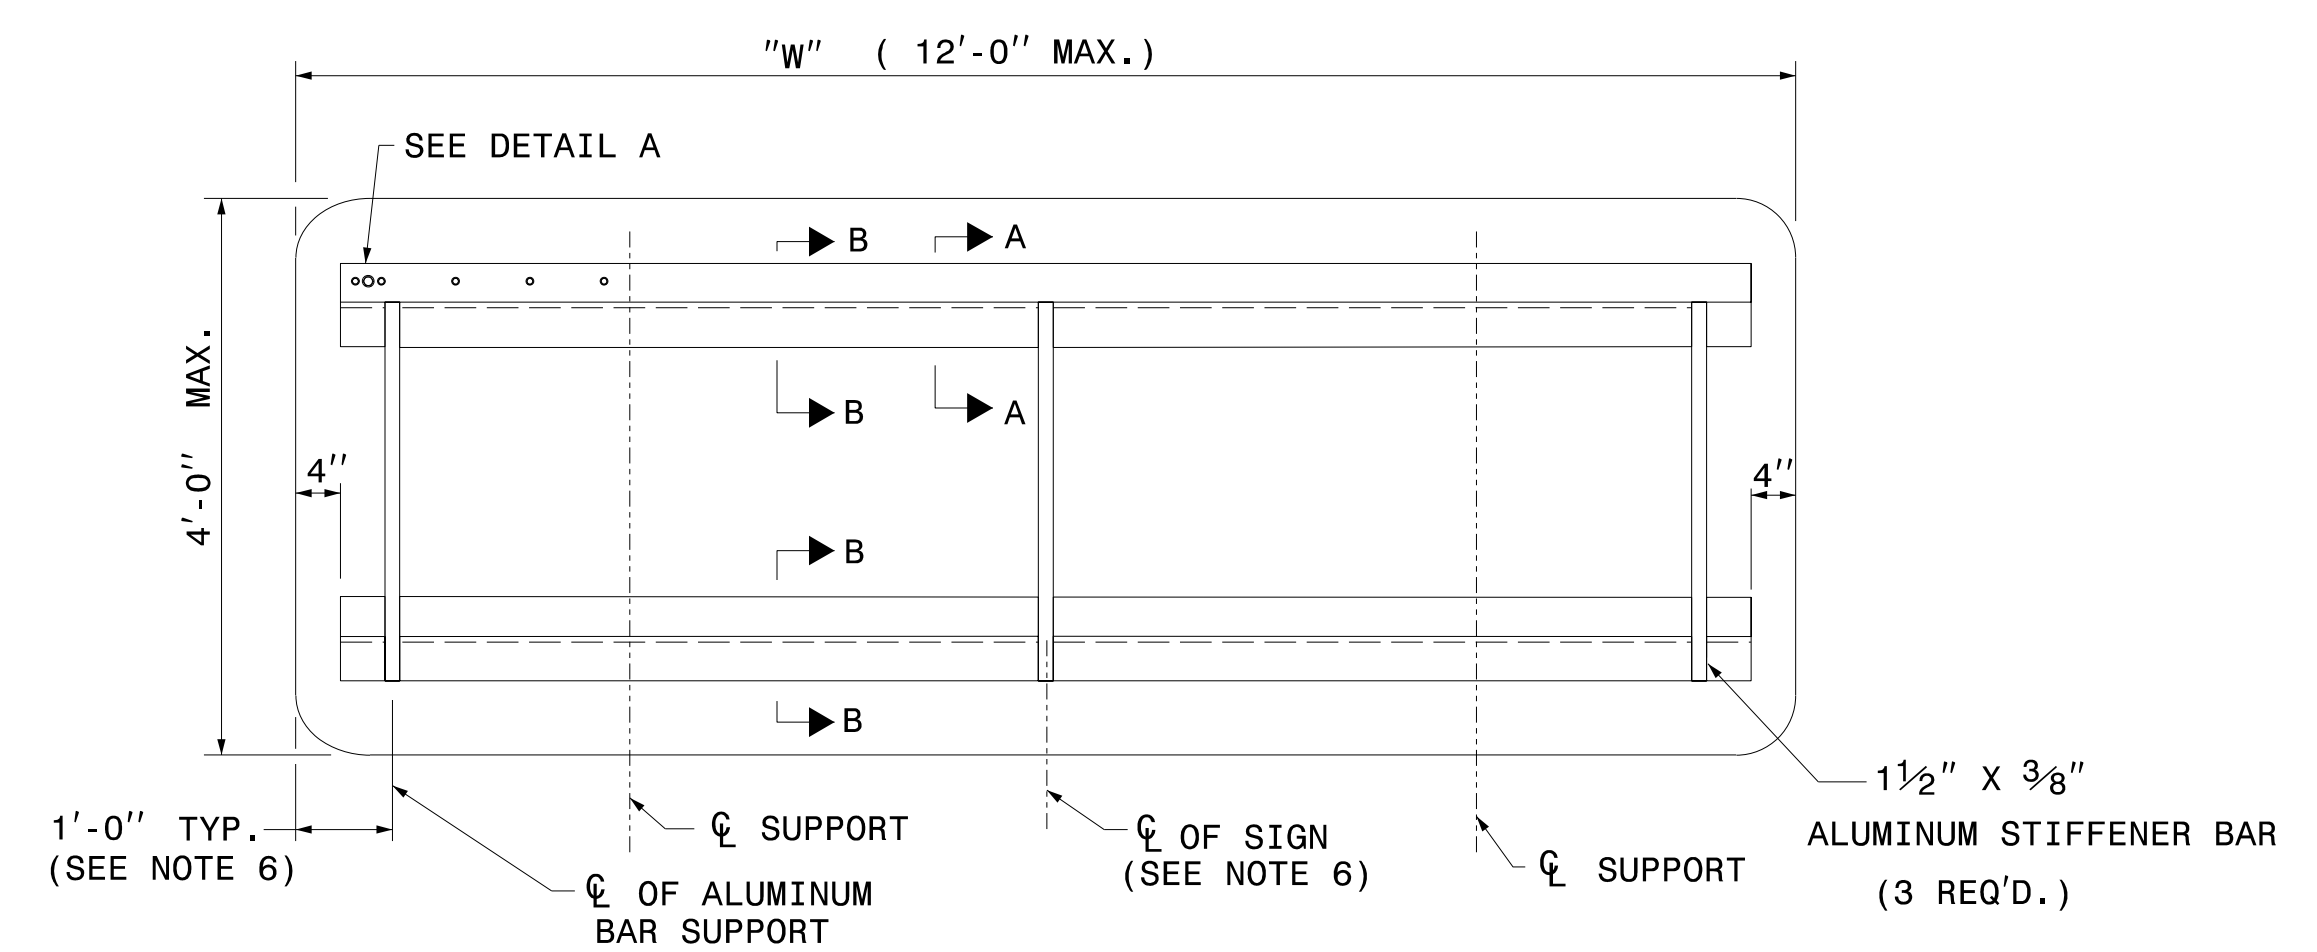 "W" ( 12'-0" MAX.)
SEE DETAIL A
B
A
4'-0" MAX.
B
A
4"
4"
B
B
1'-0" TYP.
(SEE NOTE 6)
℄ SUPPORT
℄ OF SIGN
(SEE NOTE 6)
℄ SUPPORT
℄ OF ALUMINUM
BAR SUPPORT
1½" X ⅜"
ALUMINUM STIFFENER BAR
(3 REQ'D.)